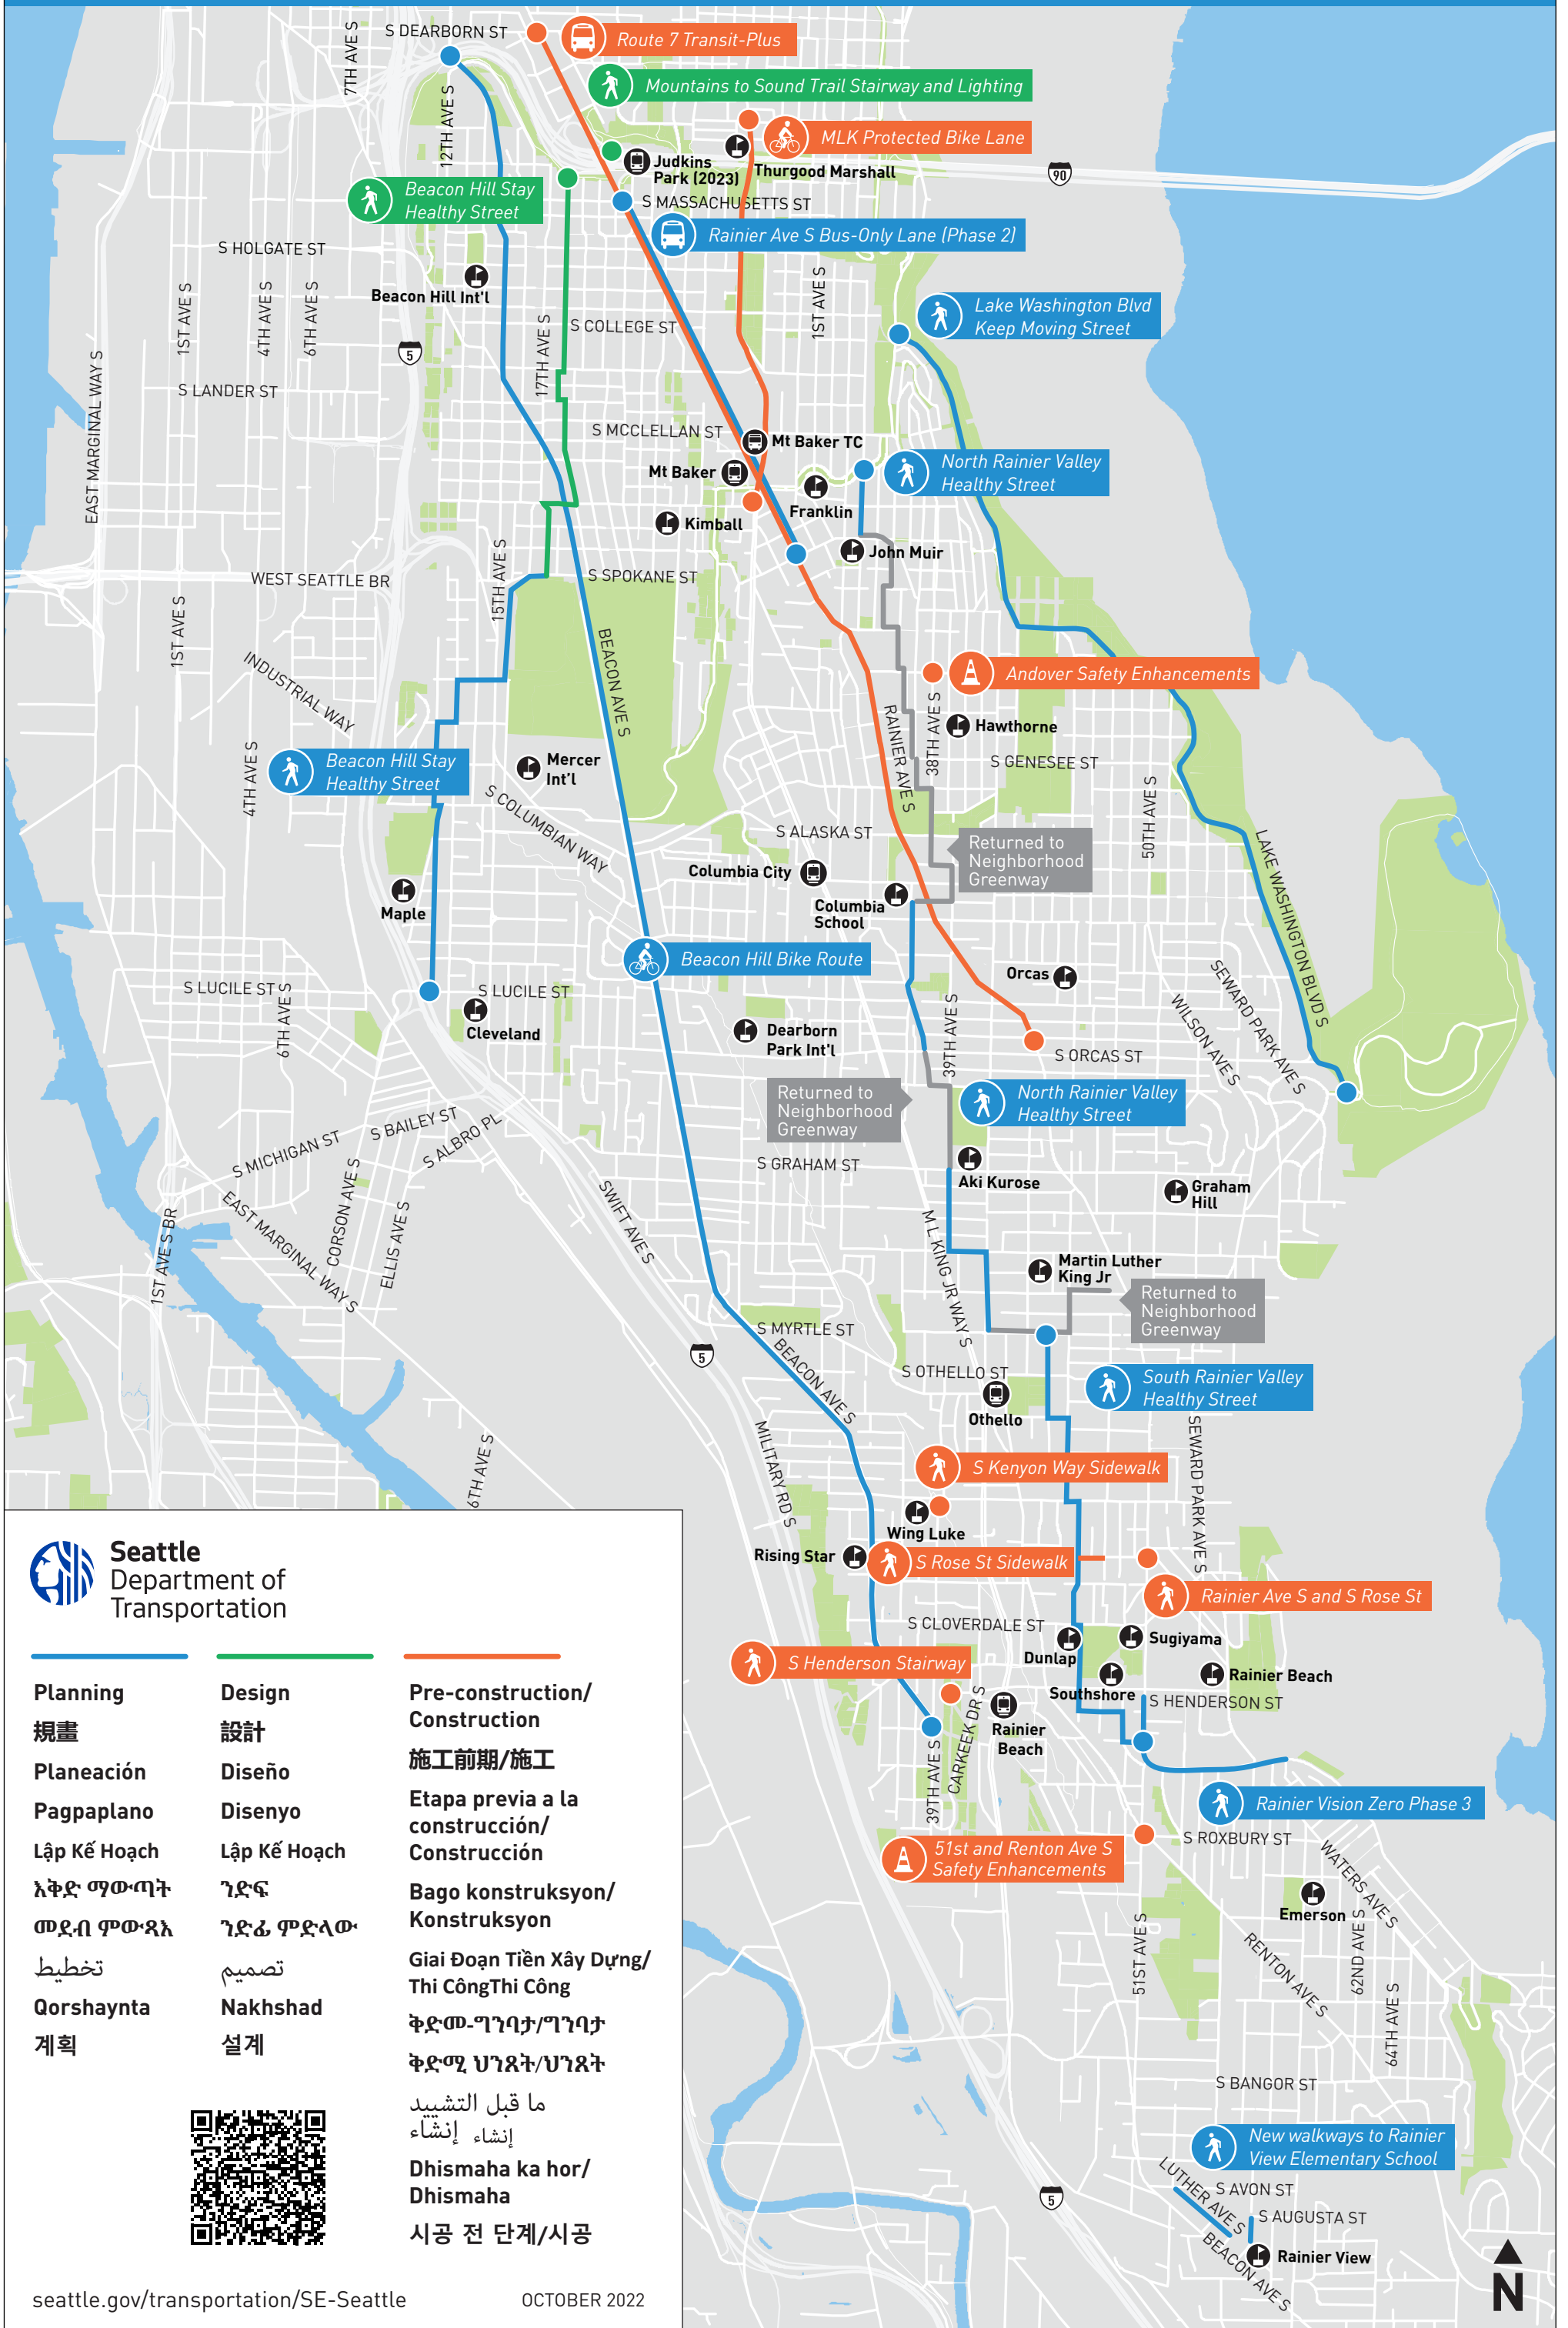 S DEARBORN ST
7TH AVE S
12TH AVE S
Route 7 Transit-Plus
Mountains to Sound Trail Stairway and Lighting
MLK Protected Bike Lane
Judkins
Park (2023)
Thurgood Marshall
90
Beacon Hill Stay
Healthy Street
S MASSACHUSETTS ST
Rainier Ave S Bus-Only Lane (Phase 2)
S HOLGATE ST
Beacon Hill Int'l
1ST AVE S
4TH AVE S
6TH AVE S
5
17TH AVE S
S COLLEGE ST
1ST AVE S
Lake Washington Blvd
Keep Moving Street
EAST MARGINAL WAY S
S LANDER ST
S MCCLELLAN ST
Mt Baker TC
Mt Baker
North Rainier Valley
Healthy Street
Franklin
Kimball
John Muir
WEST SEATTLE BR
15TH AVE S
S SPOKANE ST
1ST AVE S
INDUSTRIAL WAY
BEACON AVE S
Andover Safety Enhancements
RAINIER AVE S
38TH AVE S
Hawthorne
S GENESEE ST
Beacon Hill Stay
Healthy Street
4TH AVE S
Mercer
Int'l
S COLUMBIAN WAY
50TH AVE S
S ALASKA ST
Returned to
Neighborhood
Greenway
LAKE WASHINGTON BLVD S
Columbia City
Columbia
School
Maple
Beacon Hill Bike Route
Orcas
S LUCILE ST
6TH AVE S
S LUCILE ST
Cleveland
SEWARD PARK AVE S
WILSON AVE S
Dearborn
Park Int'l
39TH AVE S
S ORCAS ST
Returned to
Neighborhood
Greenway
North Rainier Valley
Healthy Street
S MICHIGAN ST
S BAILEY ST
S ALBRO PL
S GRAHAM ST
Aki Kurose
Graham
Hill
1ST AVE S BR
EAST MARGINAL WAY S
CORSON AVE S
ELLIS AVE S
SWIFT AVE S
M L KING JR WAY S
Martin Luther
King Jr
Returned to
Neighborhood
Greenway
5
S MYRTLE ST
BEACON AVE S
S OTHELLO ST
Othello
South Rainier Valley
Healthy Street
MILITARY RD S
6TH AVE S
S Kenyon Way Sidewalk
SEWARD PARK AVE S
Wing Luke
Rising Star
S Rose St Sidewalk
Rainier Ave S and S Rose St
S CLOVERDALE ST
Dunlap
Sugiyama
S Henderson Stairway
Southshore
Rainier Beach
S HENDERSON ST
Rainier
Beach
39TH AVE S
CARKEEK DR S
Rainier Vision Zero Phase 3
51st and Renton Ave S
Safety Enhancements
S ROXBURY ST
WATERS AVE S
Emerson
51ST AVE S
RENTON AVE S
62ND AVE S
64TH AVE S
S BANGOR ST
New walkways to Rainier
View Elementary School
LUTHER AVE S
S AVON ST
S AUGUSTA ST
BEACON AVE S
Rainier View
5
N
Seattle
Department of
Transportation
Planning
規畫
Planeación
Pagpaplano
Lập Kế Hoạch
እቅድ ማውጣት
መደብ ምውጻእ
تخطيط
Qorshaynta
계획
Design
設計
Diseño
Disenyo
Lập Kế Hoạch
ንድፍ
ንድፊ ምድላው
تصميم
Nakhshad
설계
Pre-construction/
Construction
施工前期/施工
Etapa previa a la
construcción/
Construcción
Bago konstruksyon/
Konstruksyon
Giai Đoạn Tiền Xây Dựng/
Thi CôngThi Công
ቅድመ-ግንባታ/ግንባታ
ቅድሚ ህንጸት/ህንጸት
ما قبل التشييد
إنشاء إنشاء
Dhismaha ka hor/
Dhismaha
시공 전 단계/시공
seattle.gov/transportation/SE-Seattle
OCTOBER 2022